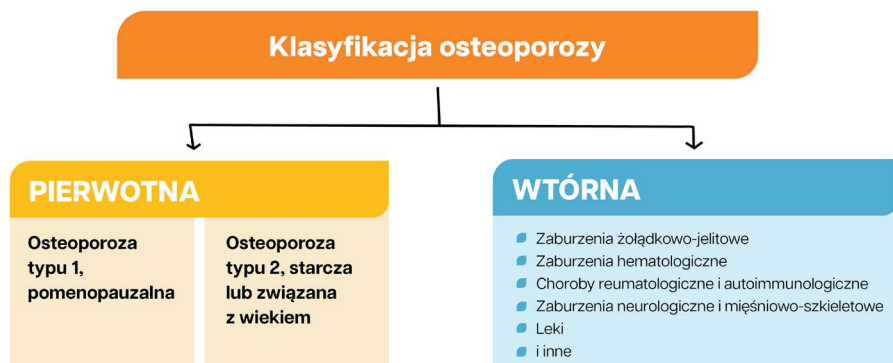 Klasyfikacja osteoporozy
PIERWOTNA
Osteoporoza
typu 1,
pomenopauzalna
Osteoporoza
typu 2, starcza
lub związana
z wiekiem
WTÓRNA
Zaburzenia żołądkowo-jelitowe
Zaburzenia hematologiczne
Choroby reumatologiczne i autoimmunologiczne
Zaburzenia neurologiczne i mięśniowo-szkieletowe
Leki
i inne